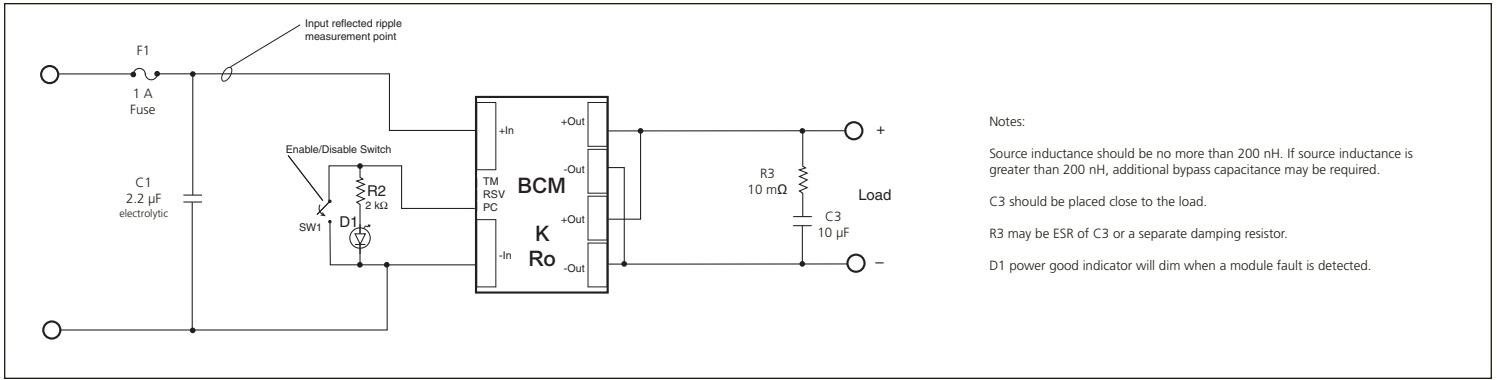 Input reflected ripple
measurement point
F1
1 A
Fuse
C1
2.2 µF
electrolytic
Enable/Disable Switch
SW1
R2
2 kΩ
D1
+In
TM
RSV
PC
-In
BCM
K
Ro
+Out
-Out
+Out
-Out
R3
10 mΩ
C3
10 µF
+
Load
–
Notes:
Source inductance should be no more than 200 nH. If source inductance is
greater than 200 nH, additional bypass capacitance may be required.
C3 should be placed close to the load.
R3 may be ESR of C3 or a separate damping resistor.
D1 power good indicator will dim when a module fault is detected.